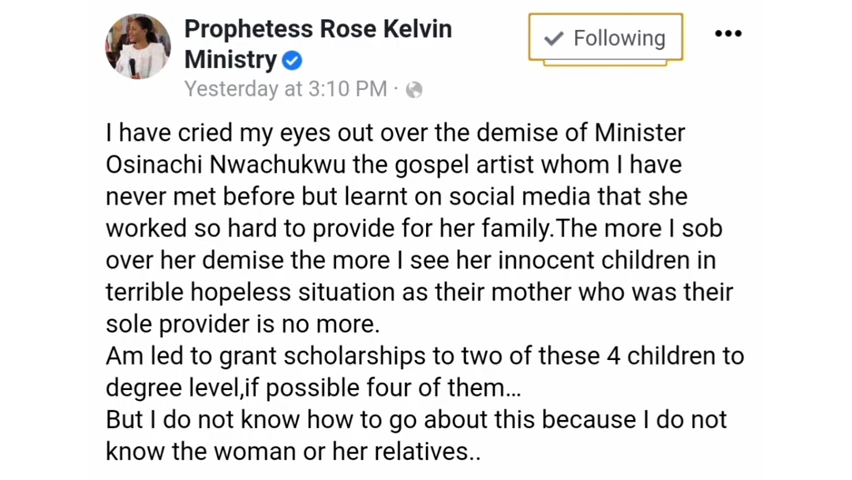 Prophetess Rose Kelvin
Ministry
Following
Yesterday at 3:10 PM ·
I have cried my eyes out over the demise of Minister
Osinachi Nwachukwu the gospel artist whom I have
never met before but learnt on social media that she
worked so hard to provide for her family.The more I sob
over her demise the more I see her innocent children in
terrible hopeless situation as their mother who was their
sole provider is no more.
Am led to grant scholarships to two of these 4 children to
degree level,if possible four of them...
But I do not know how to go about this because I do not
know the woman or her relatives..